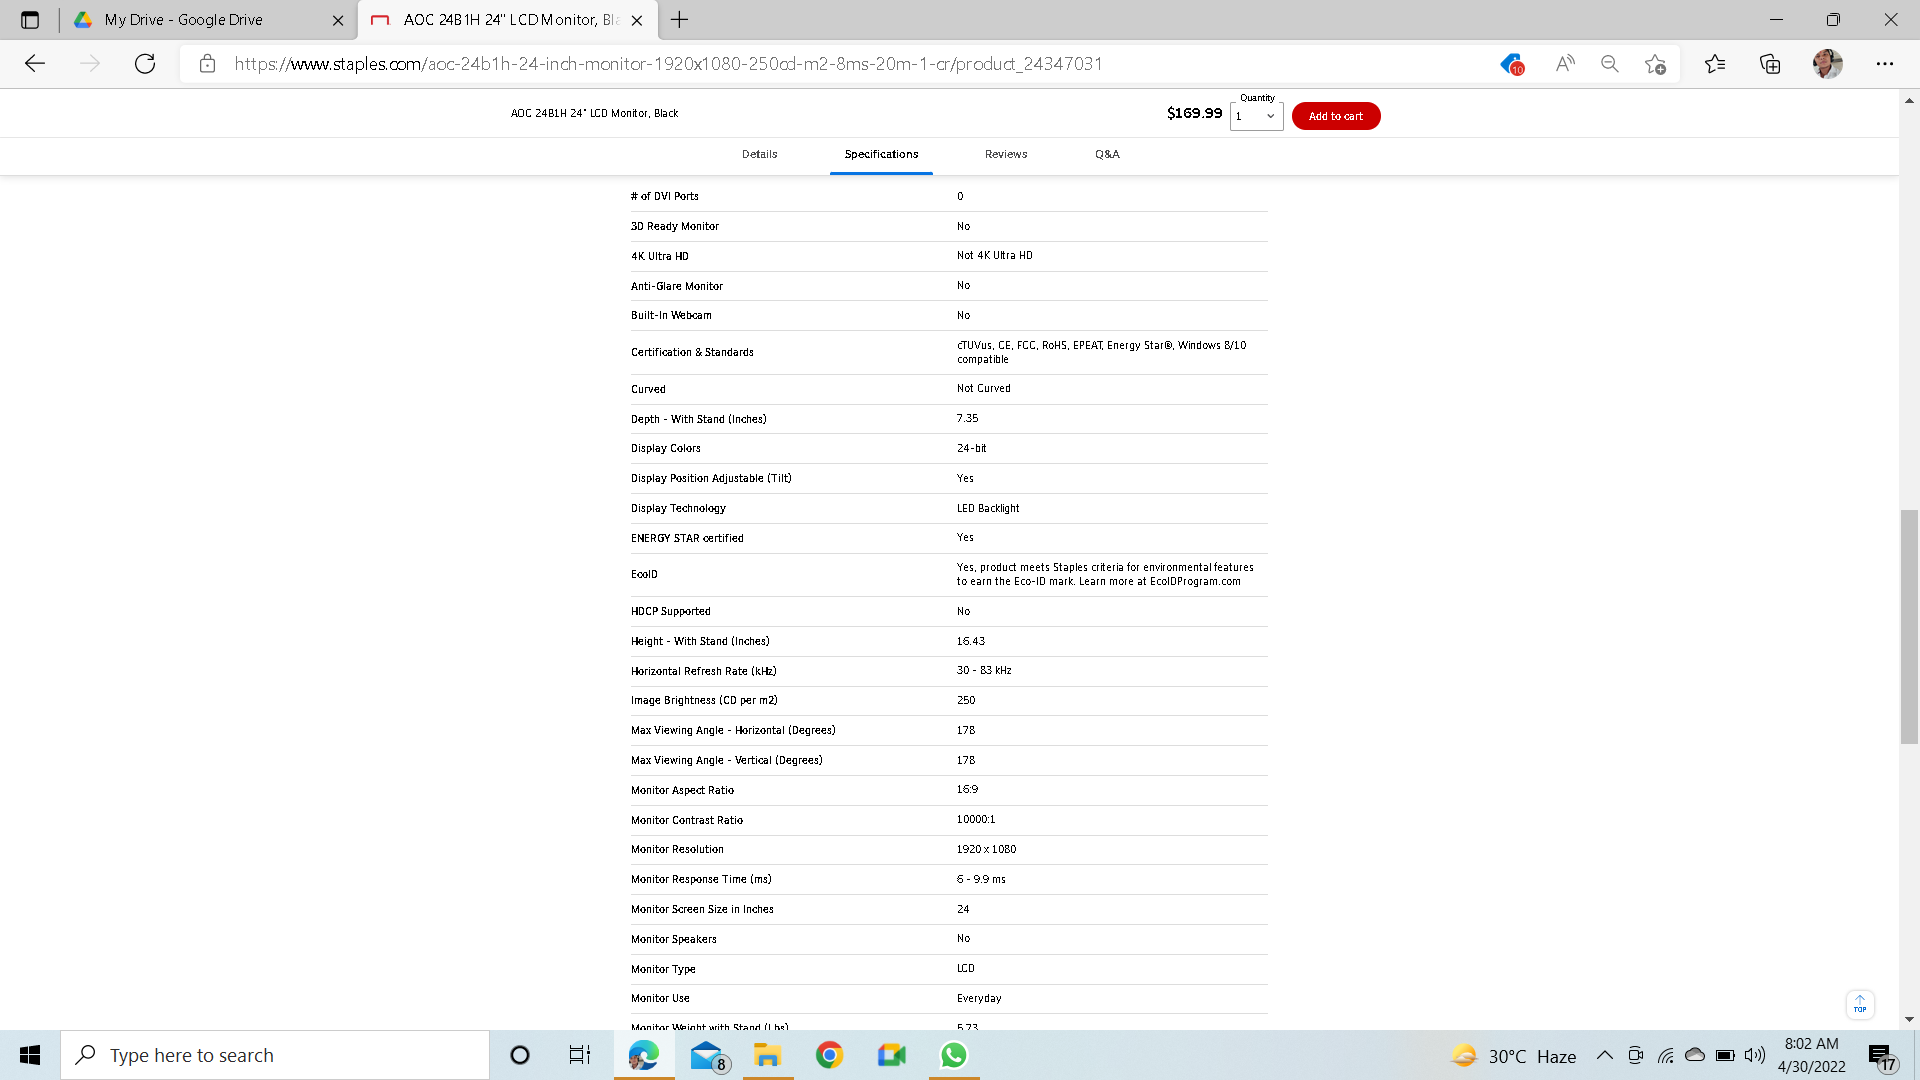 My Drive - Google Drive
AOC 24B1H 24" LCD Monitor, Bla
https://www.staples.com/aoc-24b1h-24-inch-monitor-1920x1080-250cd-m2-8ms-20m-1-cr/product_24347031
10
AOC 24B1H 24" LCD Monitor, Black
$169.99
Quantity
1
Add to cart
Details
Specifications
Reviews
Q&A
# of DVI Ports 0
3D Ready Monitor No
4K Ultra HD Not 4K Ultra HD
Anti-Glare Monitor No
Built-In Webcam No
Certification & Standards cTUVus, CE, FCC, RoHS, EPEAT, Energy Star®, Windows 8/10
compatible
Curved Not Curved
Depth - With Stand (Inches) 7.35
Display Colors 24-bit
Display Position Adjustable (Tilt) Yes
Display Technology LED Backlight
ENERGY STAR certified Yes
EcoID Yes, product meets Staples criteria for environmental features
to earn the Eco-ID mark. Learn more at EcoIDProgram.com
HDCP Supported No
Height - With Stand (Inches) 16.43
Horizontal Refresh Rate (kHz) 30 - 83 kHz
Image Brightness (CD per m2) 250
Max Viewing Angle - Horizontal (Degrees) 178
Max Viewing Angle - Vertical (Degrees) 178
Monitor Aspect Ratio 16:9
Monitor Contrast Ratio 10000:1
Monitor Resolution 1920 x 1080
Monitor Response Time (ms) 6 - 9.9 ms
Monitor Screen Size in Inches 24
Monitor Speakers No
Monitor Type LCD
Monitor Use Everyday
Monitor Weight with Stand (Lbs) 5.73
TOP
Type here to search
8
30°C Haze
8:02 AM
4/30/2022
17